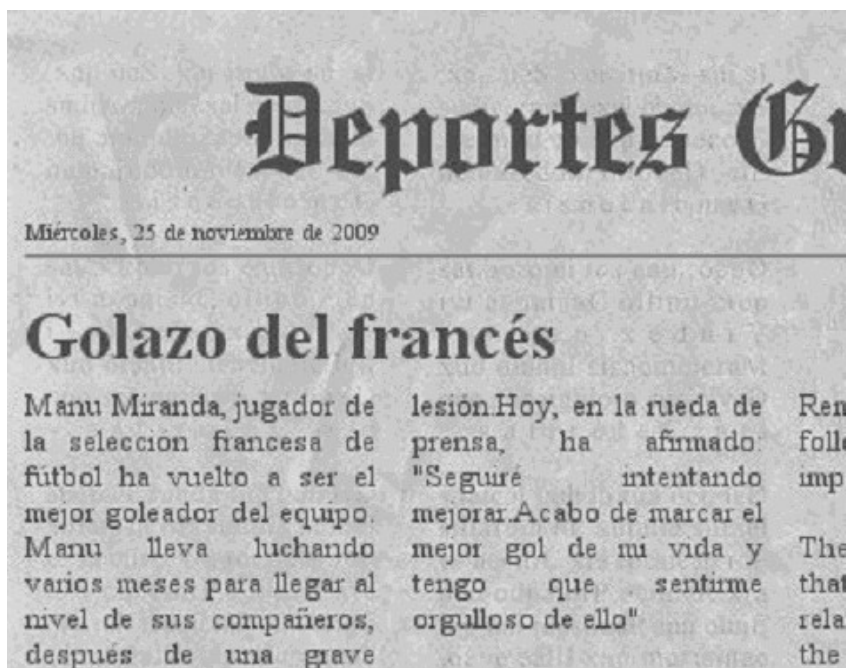 Deportes
Miércoles, 25 de noviembre de 2009
Golazo del francés
Manu Miranda, jugador de
la selección francesa de
fútbol ha vuelto a ser el
mejor goleador del equipo.
Manu lleva luchando
varios meses para llegar al
nivel de sus compañeros,
después de una grave
lesión.Hoy, en la rueda de
prensa, ha afirmado:
"Seguiré intentando
mejorar.Acabo de marcar el
mejor gol de mi vida y
tengo que sentirme
orgulloso de ello"
The
that
the